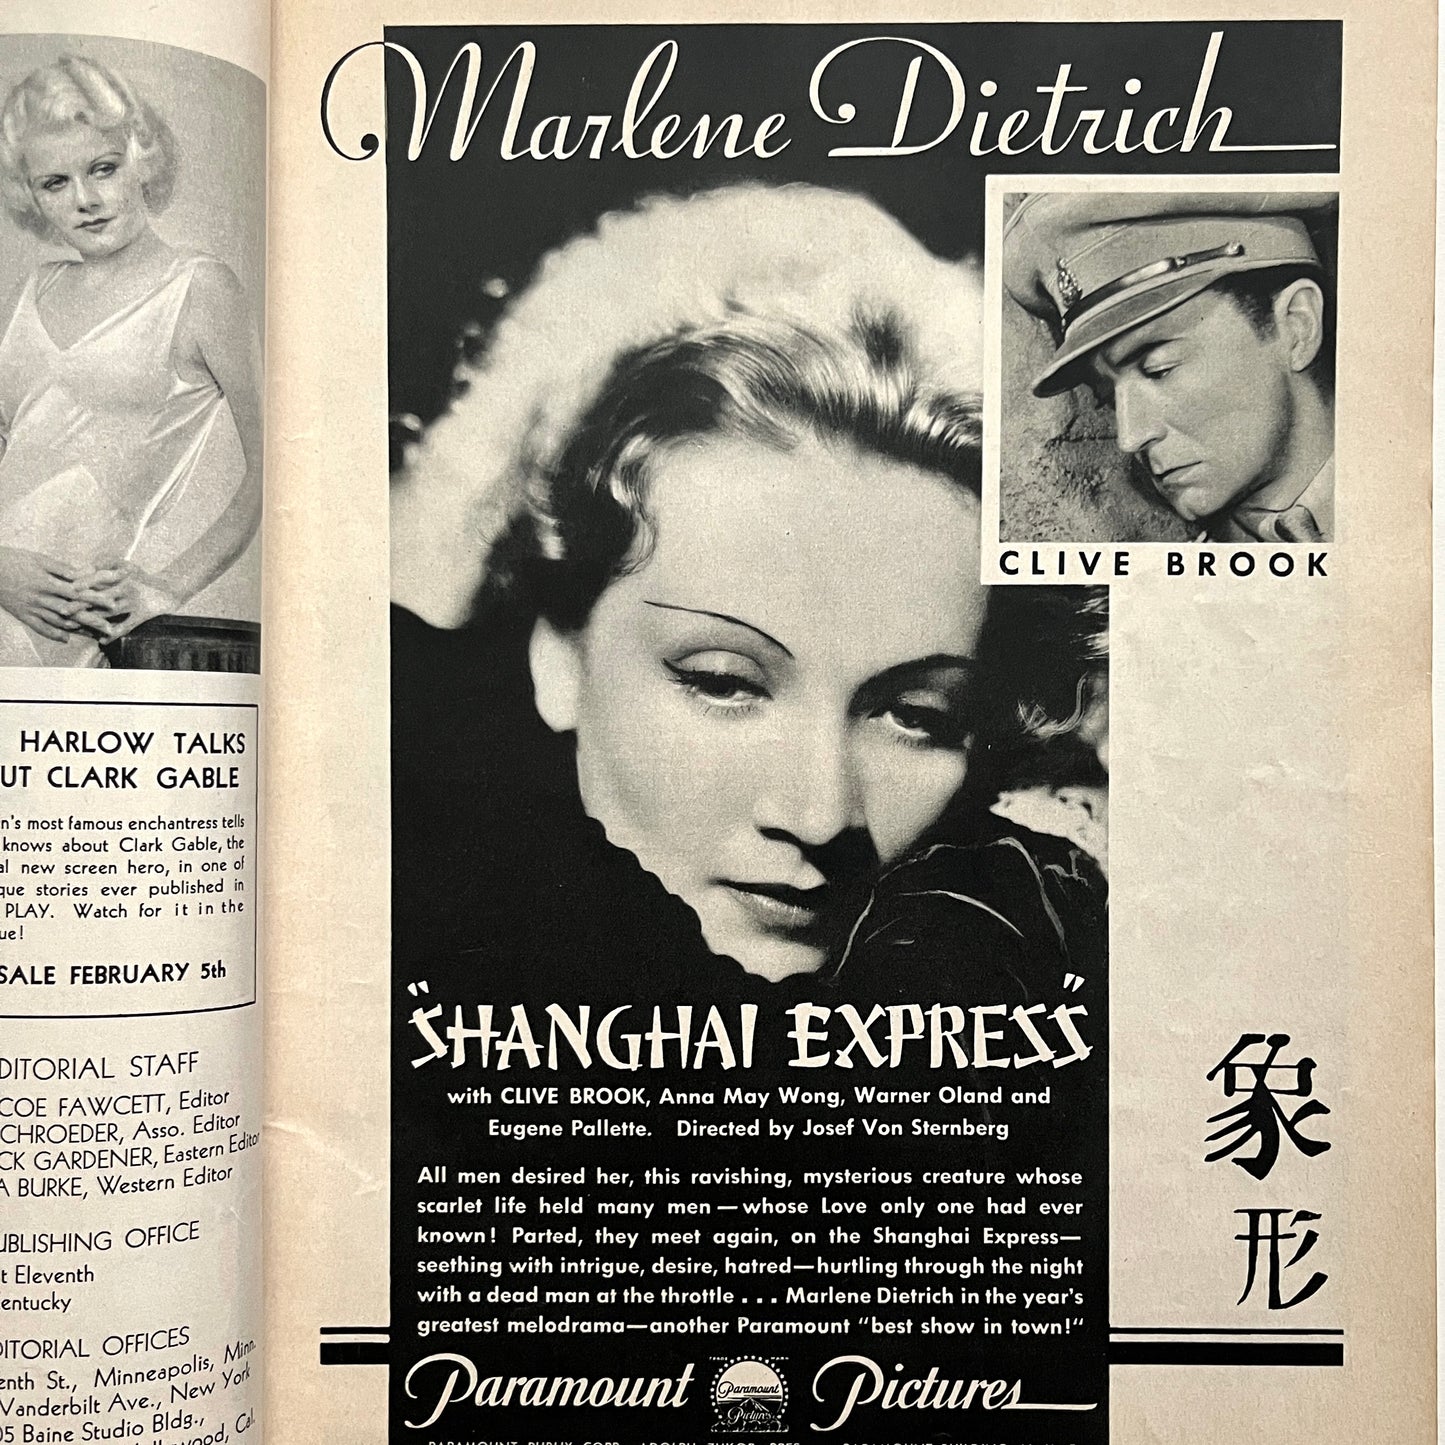 HARLOW TALKS
UT CLARK GABLE
n's most famous enchantress tells
knows about Clark Gable, the
al new screen hero, in one of
que stories ever published in
PLAY. Watch for it in the
ue!
SALE FEBRUARY 5th
DITORIAL STAFF
COE FAWCETT, Editor
CHROEDER, Asso. Editor
CK GARDENER, Eastern Editor
A BURKE, Western Editor
UBLISHING OFFICE
t Eleventh
entucky
DITORIAL OFFICES
enth St., Minneapolis, Minn.
Vanderbilt Ave., New York
05 Baine Studio Bldg.,
Cal.
Marlene Dietrich
CLIVE BROOK
"SHANGHAI EXPRESS"
with CLIVE BROOK, Anna May Wong, Warner Oland and
Eugene Pallette. Directed by Josef Von Sternberg
All men desired her, this ravishing, mysterious creature whose
scarlet life held many men—whose Love only one had ever
known! Parted, they meet again, on the Shanghai Express—
seething with intrigue, desire, hatred—hurtling through the night
with a dead man at the throttle . . . Marlene Dietrich in the year's
greatest melodrama—another Paramount "best show in town!"
象
形
Paramount Pictures
Paramount
Pictures